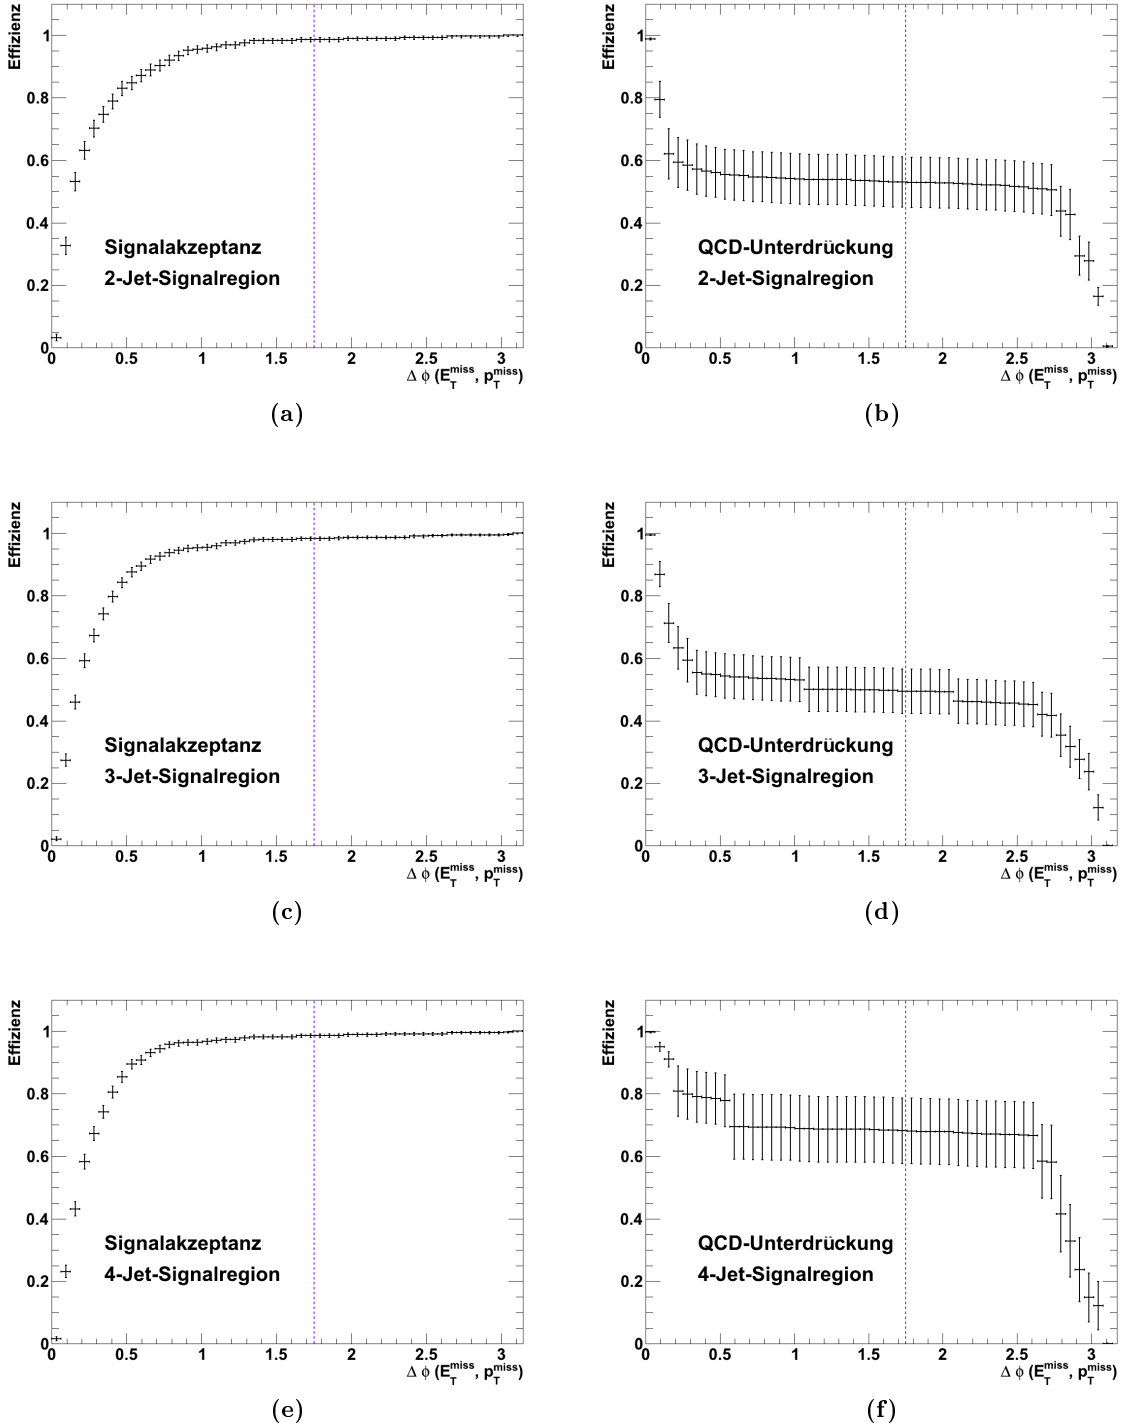 Effizienz
1
0.8
0.6
0.4
0.2
0
Signalakzeptanz
2-Jet-Signalregion
0 0.5 1 1.5 2 2.5 3
Δ ϕ (E_T^miss, p_T^miss)
(a)
Effizienz
1
0.8
0.6
0.4
0.2
0
QCD-Unterdrückung
2-Jet-Signalregion
0 0.5 1 1.5 2 2.5 3
Δ ϕ (E_T^miss, p_T^miss)
(b)
Effizienz
1
0.8
0.6
0.4
0.2
0
Signalakzeptanz
3-Jet-Signalregion
0 0.5 1 1.5 2 2.5 3
Δ ϕ (E_T^miss, p_T^miss)
(c)
Effizienz
1
0.8
0.6
0.4
0.2
0
QCD-Unterdrückung
3-Jet-Signalregion
0 0.5 1 1.5 2 2.5 3
Δ ϕ (E_T^miss, p_T^miss)
(d)
Effizienz
1
0.8
0.6
0.4
0.2
0
Signalakzeptanz
4-Jet-Signalregion
0 0.5 1 1.5 2 2.5 3
Δ ϕ (E_T^miss, p_T^miss)
(e)
Effizienz
1
0.8
0.6
0.4
0.2
0
QCD-Unterdrückung
4-Jet-Signalregion
0 0.5 1 1.5 2 2.5 3
Δ ϕ (E_T^miss, p_T^miss)
(f)